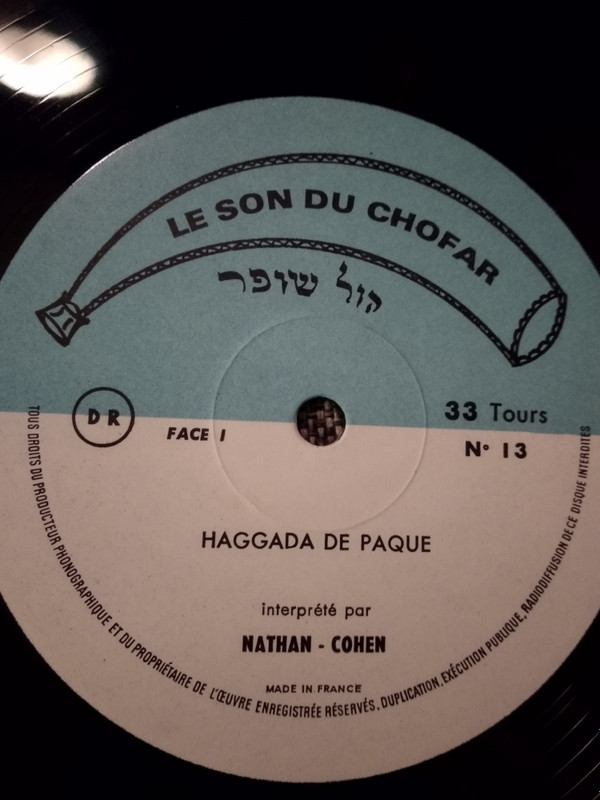 LE SON DU CHOFAR
קול שופר
D R
FACE 1
33 Tours
N° 13
HAGGADA DE PAQUE
interprété par
NATHAN - COHEN
MADE IN FRANCE
TOUS DROITS DU PRODUCTEUR PHONOGRAPHIQUE ET DU PROPRIÉTAIRE DE L'ŒUVRE ENREGISTRÉE RÉSERVÉS, DUPLICATION, EXÉCUTION PUBLIQUE, RADIODIFFUSION DE CE DISQUE INTERDITES